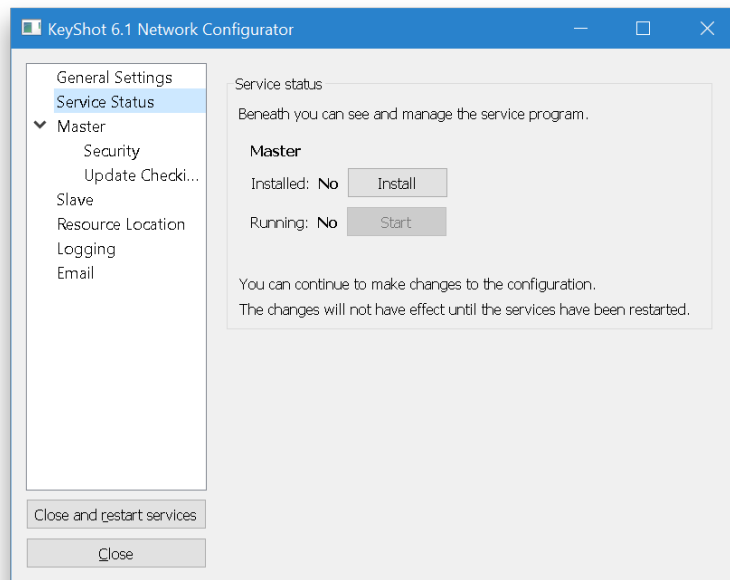 KeyShot 6.1 Network Configurator
General Settings
Service Status
Master
Security
Update Checki...
Slave
Resource Location
Logging
Email
Close and restart services
Close
Service status
Beneath you can see and manage the service program.
Master
Installed: No Install
Running: No Start
You can continue to make changes to the configuration.
The changes will not have effect until the services have been restarted.